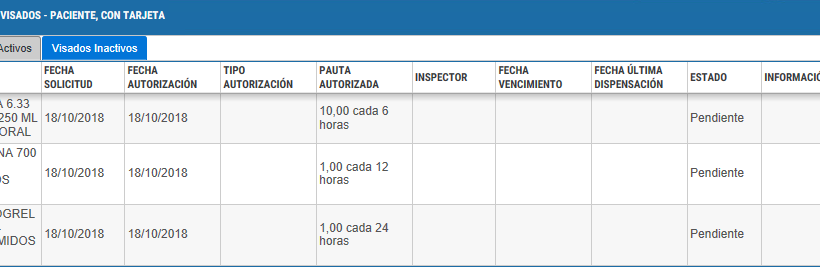 VISADOS - PACIENTE, CON TARJETA
Activos Visados Inactivos
FECHA SOLICITUD FECHA AUTORIZACIÓN TIPO AUTORIZACIÓN PAUTA AUTORIZADA INSPECTOR FECHA VENCIMIENTO FECHA ÚLTIMA DISPENSACIÓN ESTADO INFORMACIÓ
A 6.33
250 ML
ORAL
18/10/2018 18/10/2018 10,00 cada 6
horas
Pendiente
NA 700
OS
18/10/2018 18/10/2018 1,00 cada 12
horas
Pendiente
OGREL
MIDOS
18/10/2018 18/10/2018 1,00 cada 24
horas
Pendiente